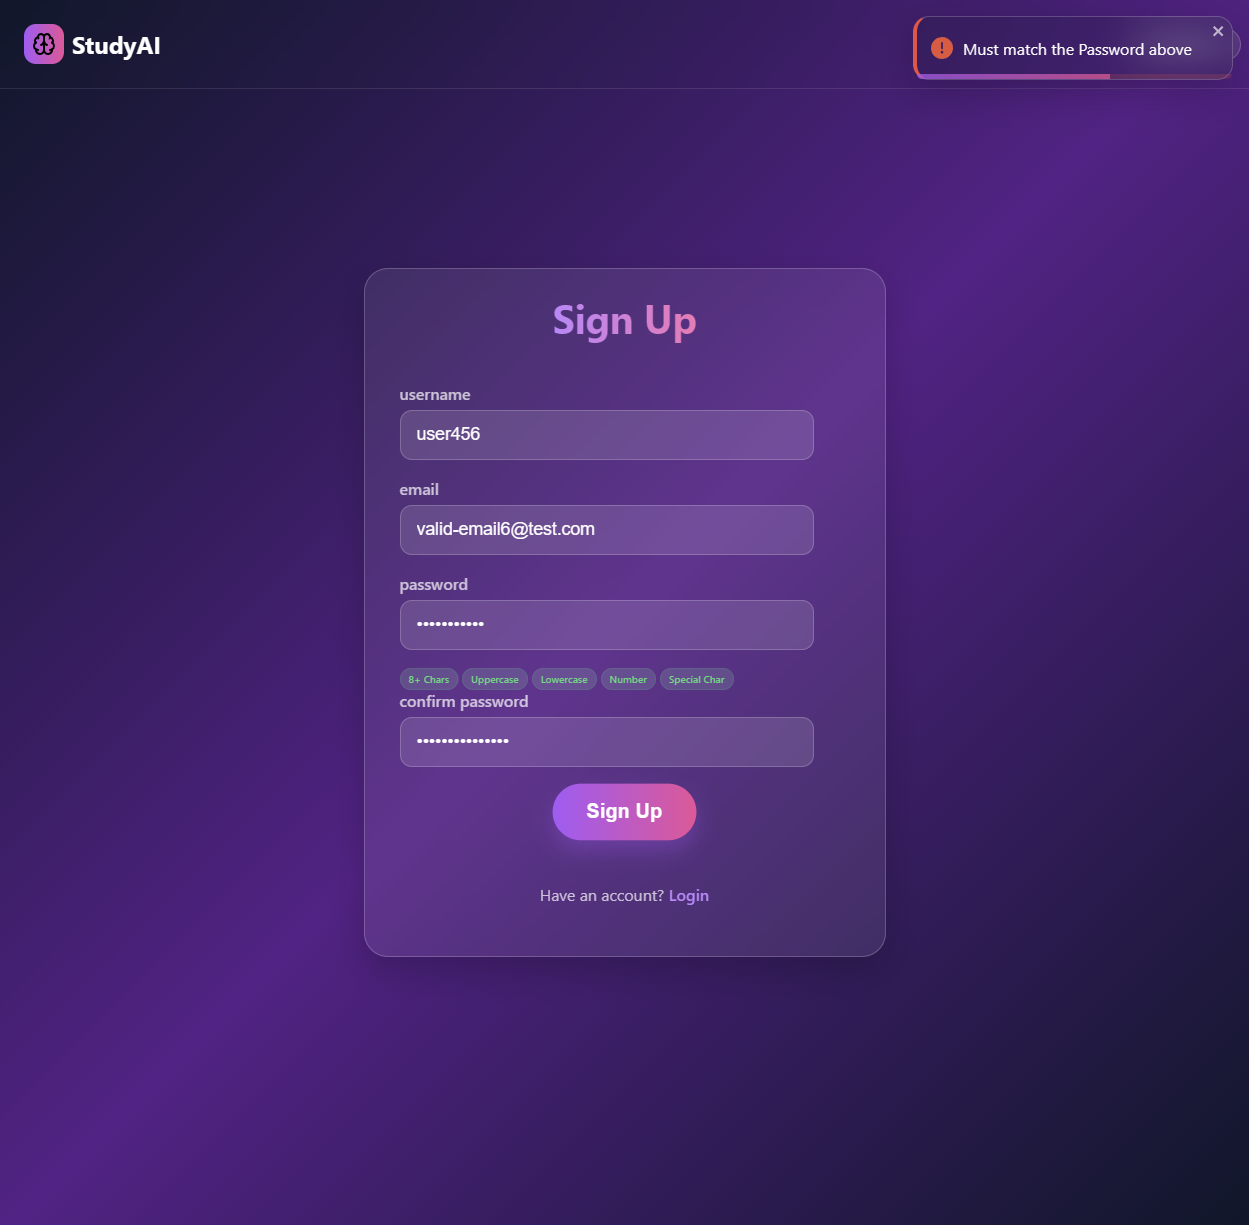 StudyAI
Must match the Password above
Sign Up
username
user456
email
valid-email6@test.com
password
•••••••••••
8+ Chars Uppercase Lowercase Number Special Char
confirm password
•••••••••••••••
Sign Up
Have an account? Login